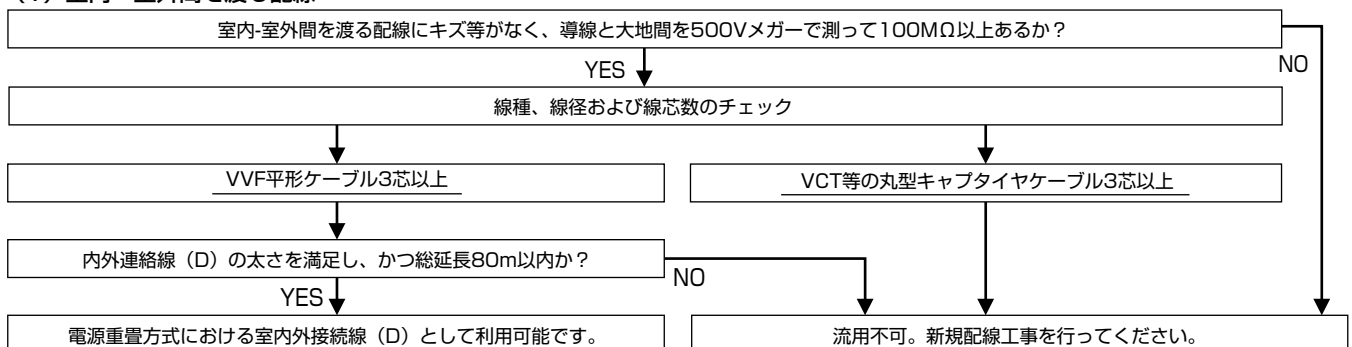 室内-室外間を渡る配線にキズ等がなく、導線と大地間を500Vメガーで測って100MΩ以上あるか？
YES
NO
線種、線径および線芯数のチェック
VVF平形ケーブル3芯以上
VCT等の丸型キャブタイヤケーブル3芯以上
内外連絡線（D）の太さを満足し、かつ総延長80m以内か？
NO
YES
電源重畳方式における室内外接続線（D）として利用可能です。
流用不可。新規配線工事を行ってください。